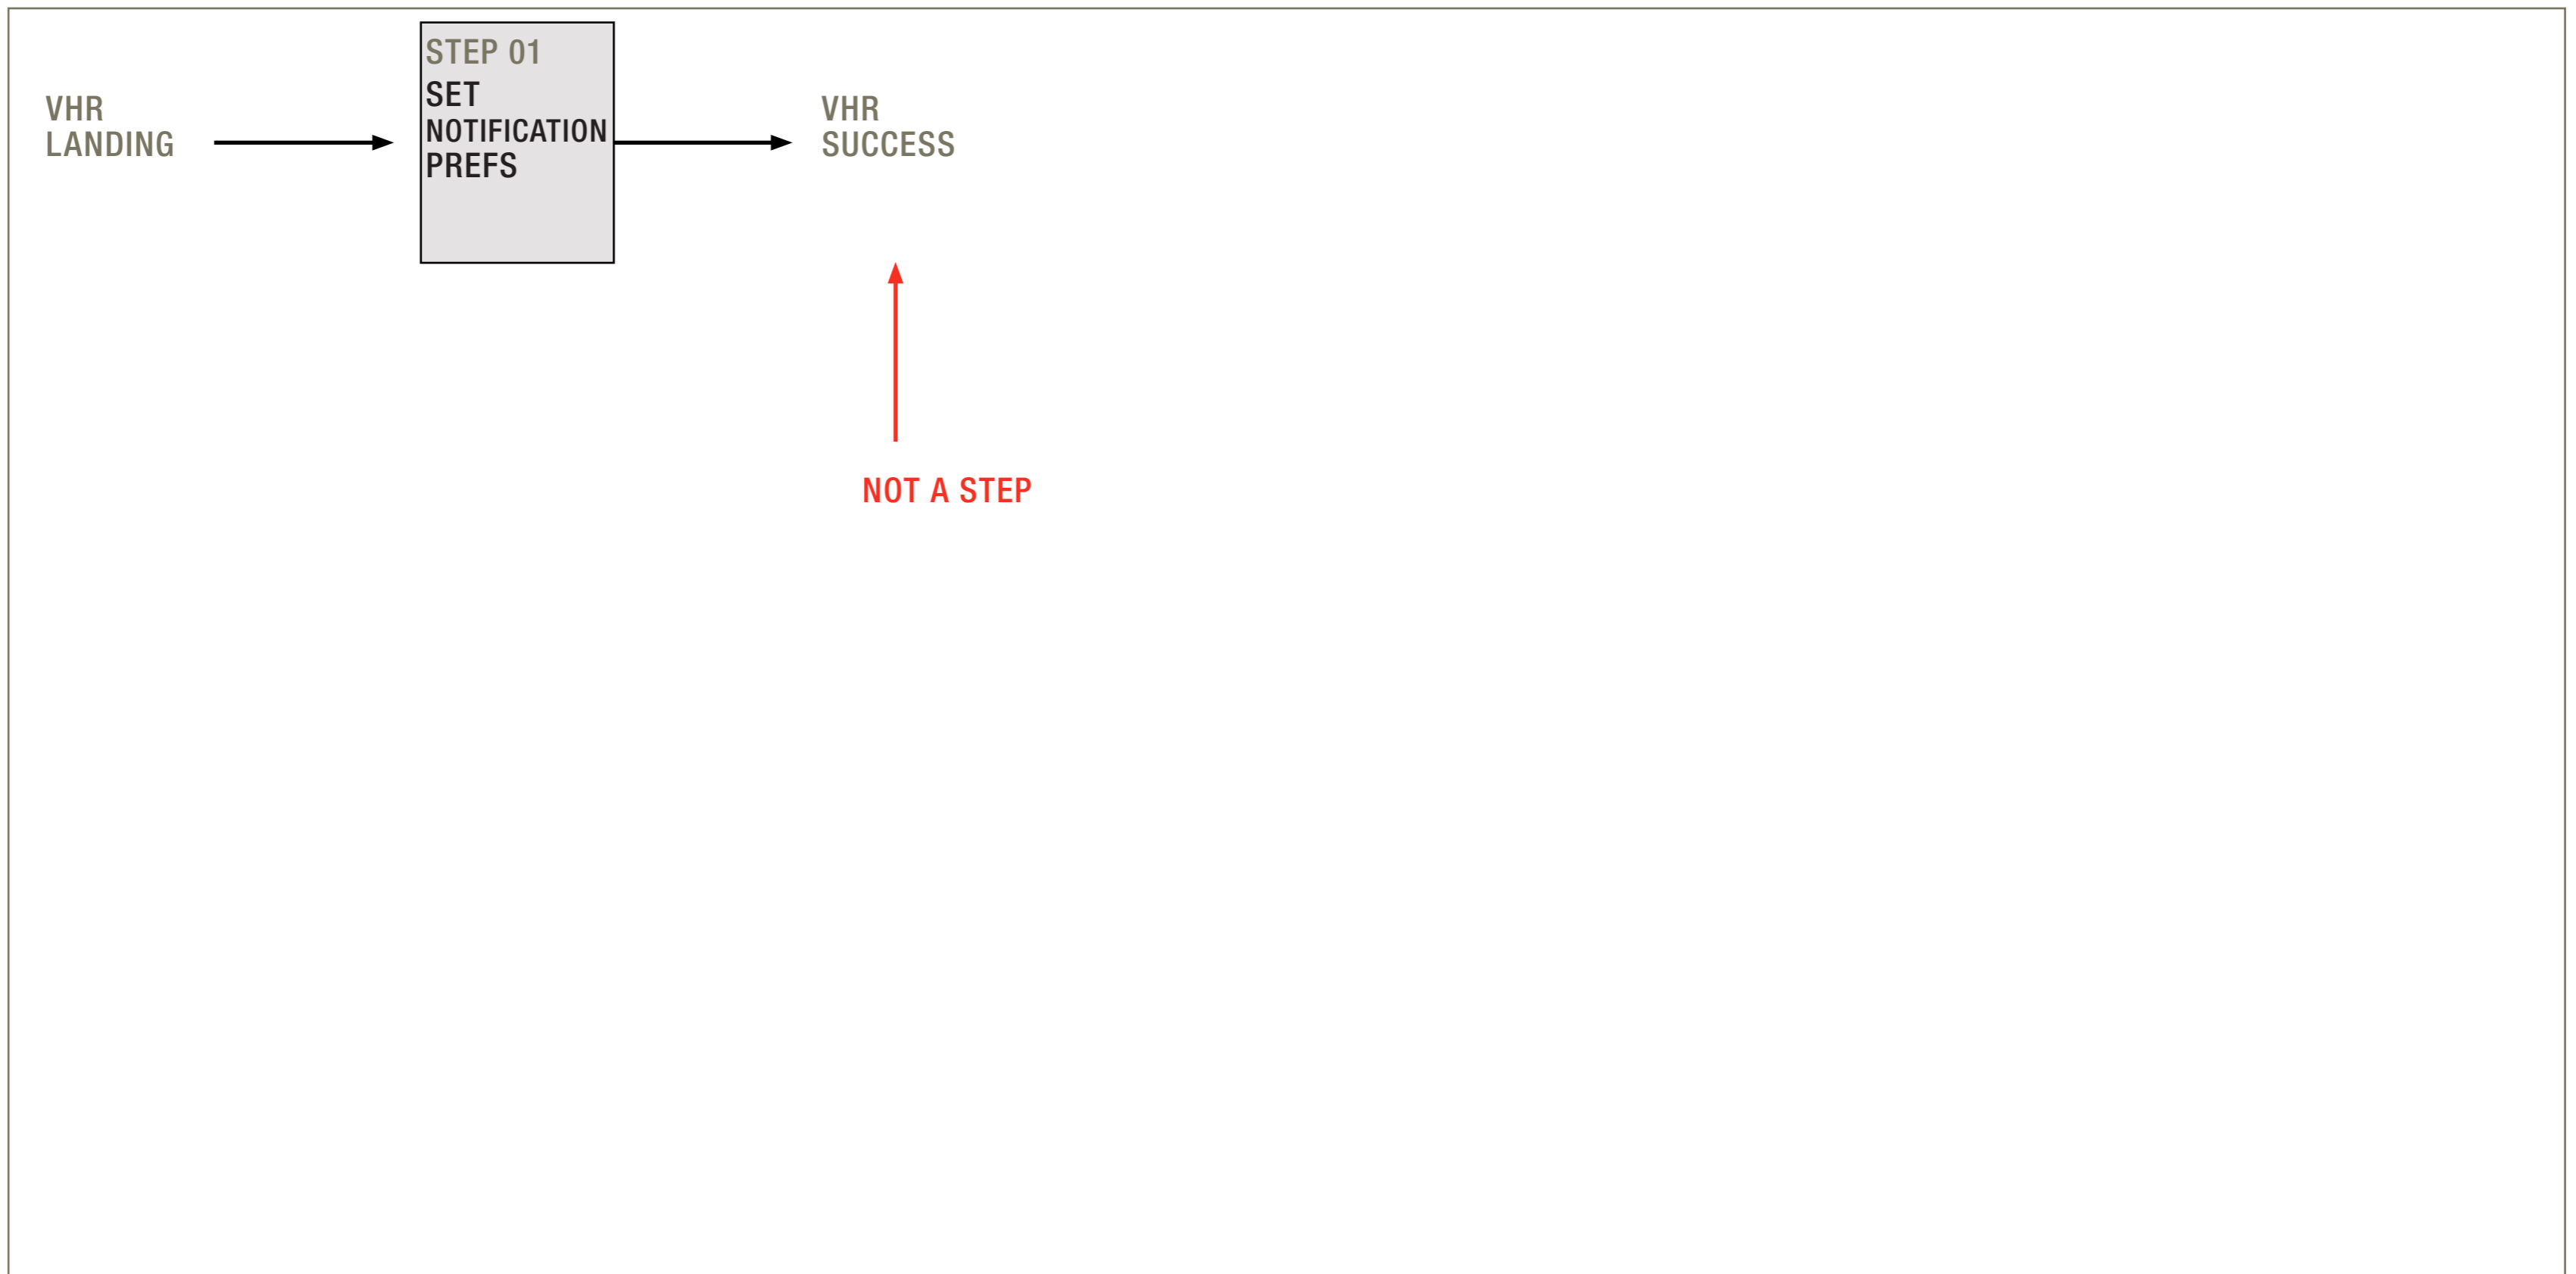 VHR
LANDING
STEP 01
SET
NOTIFICATION
PREFS
VHR
SUCCESS
NOT A STEP